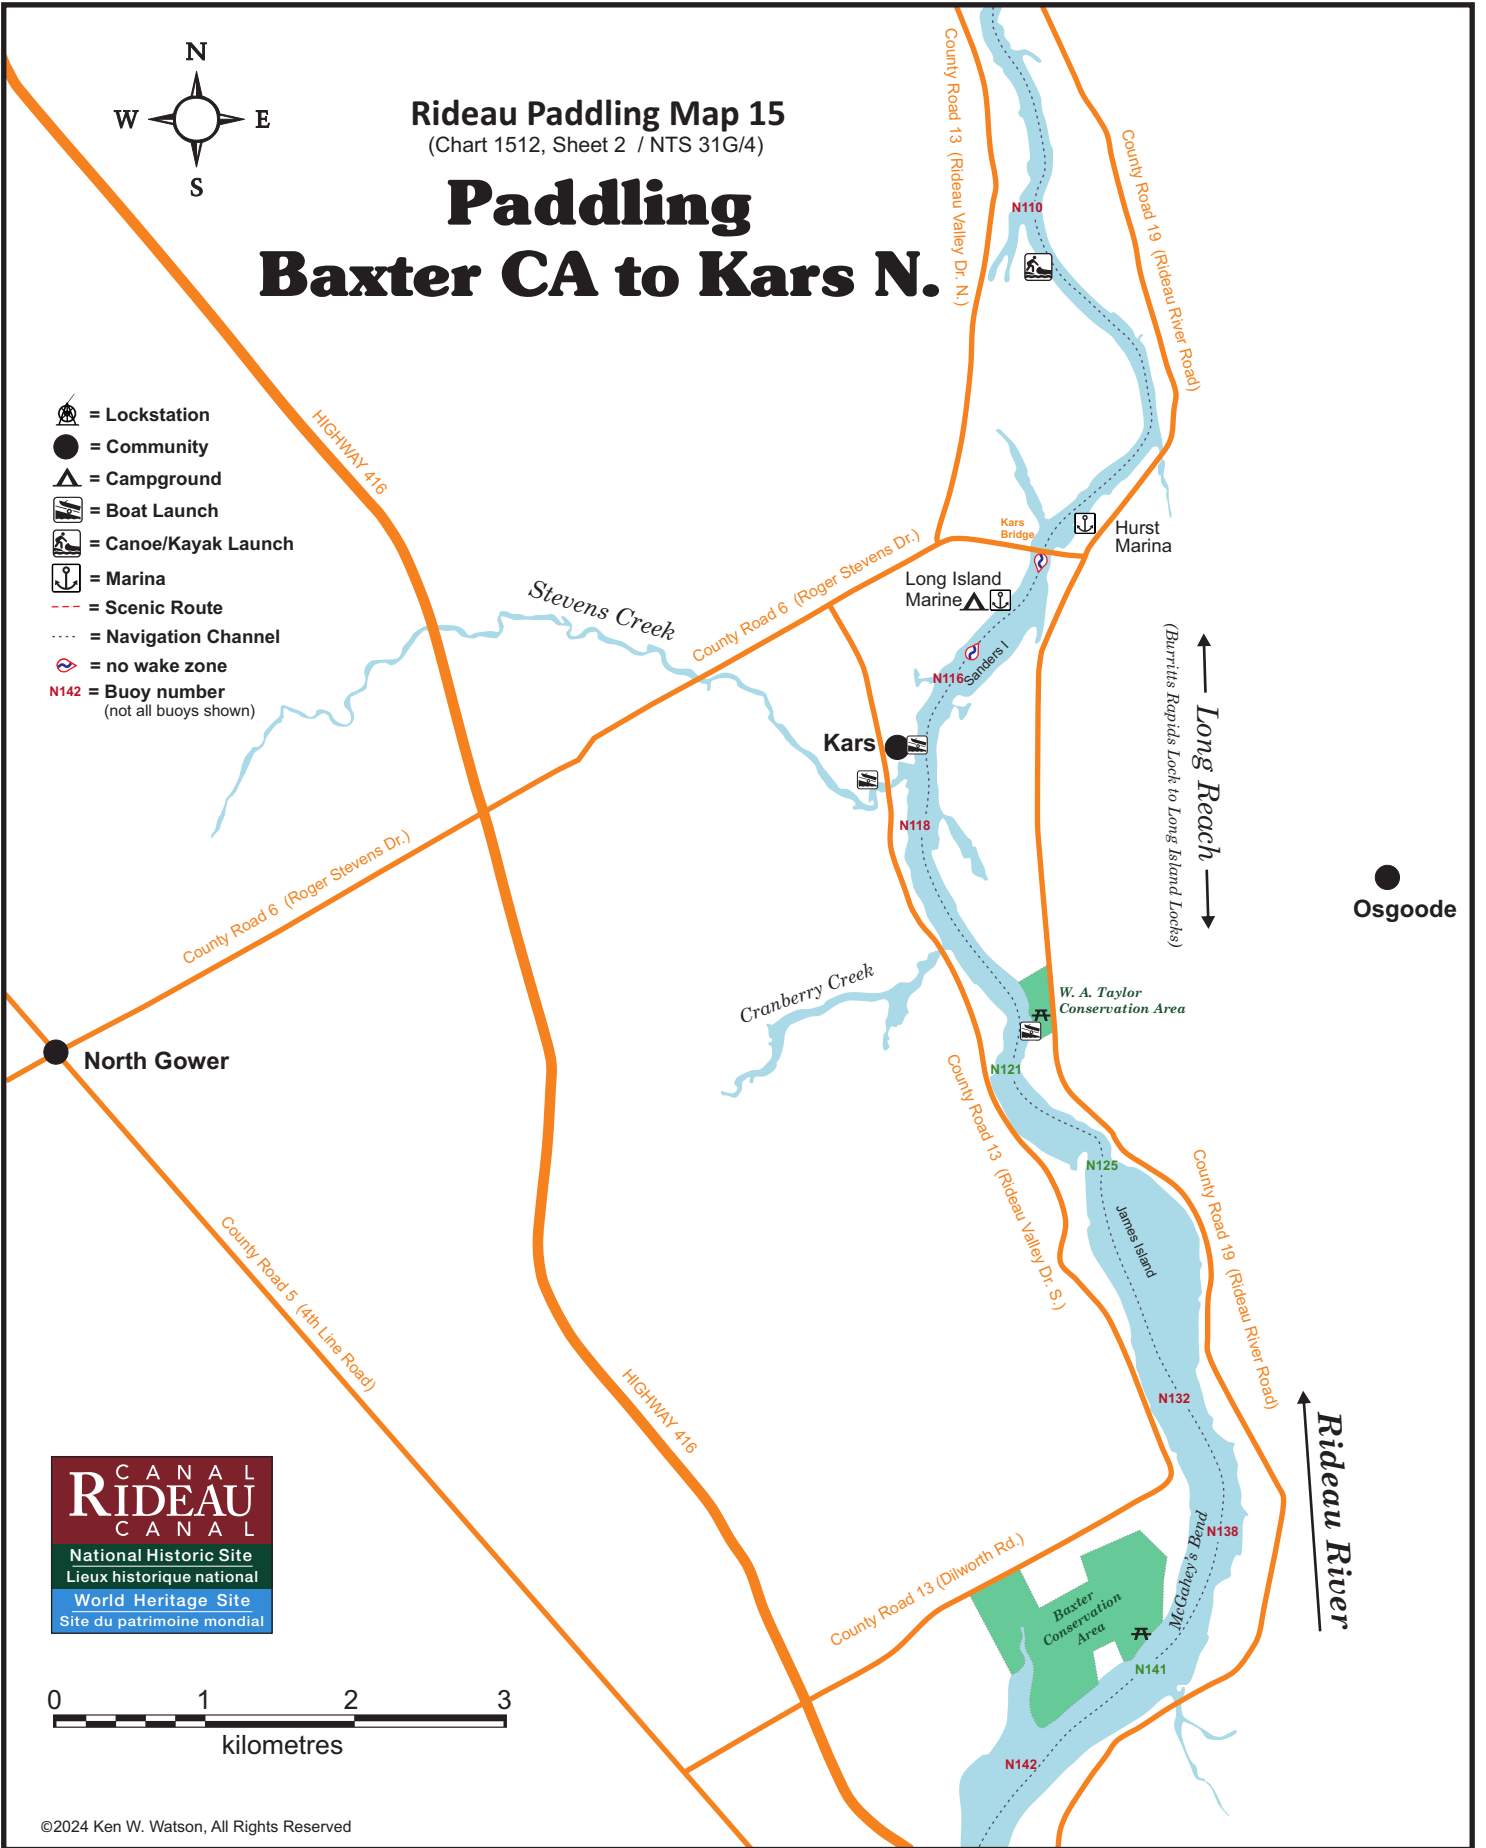 N
W E
S
Rideau Paddling Map 15
(Chart 1512, Sheet 2 / NTS 31G/4)
Paddling
Baxter CA to Kars N.
= Lockstation
= Community
= Campground
= Boat Launch
= Canoe/Kayak Launch
= Marina
= Scenic Route
= Navigation Channel
= no wake zone
N142 = Buoy number
(not all buoys shown)
HIGHWAY 416
County Road 13 (Rideau Valley Dr. N.)
County Road 19 (Rideau River Road)
N110
Kars
Bridge
Hurst
Marina
Long Island
Marine
Stevens Creek
County Road 6 (Roger Stevens Dr.)
Sanders I
N116
Kars
N118
Long Reach
(Burritts Rapids Lock to Long Island Locks)
Osgoode
County Road 6 (Roger Stevens Dr.)
Cranberry Creek
W. A. Taylor
Conservation Area
North Gower
N121
County Road 13 (Rideau Valley Dr. S.)
N125
James Island
County Road 19 (Rideau River Road)
County Road 5 (4th Line Road)
HIGHWAY 416
N132
Rideau River
N138
McGahey's Bend
County Road 13 (Dilworth Rd.)
Baxter
Conservation
Area
N141
N142
CANAL
RIDEAU
CANAL
National Historic Site
Lieux historique national
World Heritage Site
Site du patrimoine mondial
0 1 2 3
kilometres
©2024 Ken W. Watson, All Rights Reserved